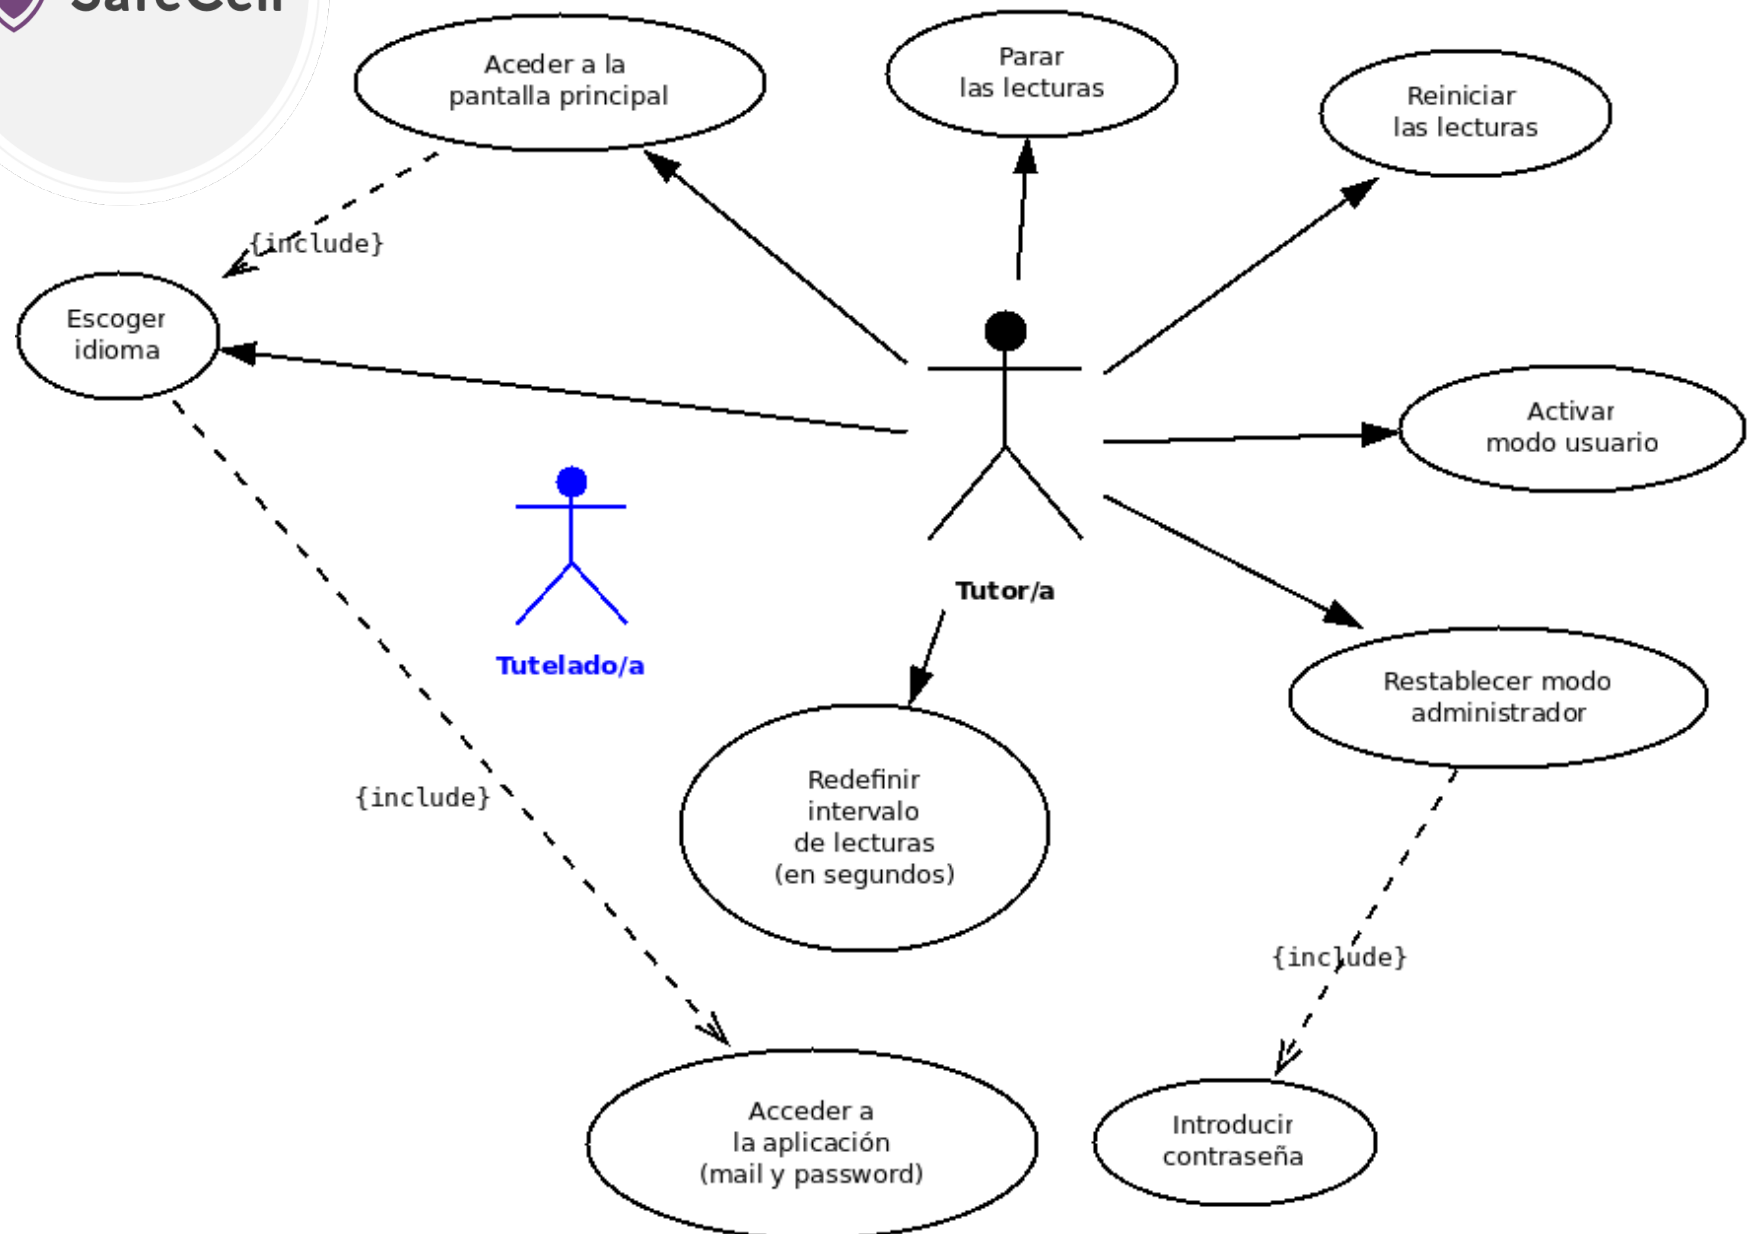 SafeCell
Aceder a la
pantalla principal
Parar
las lecturas
Reiniciar
las lecturas
{include}
Escoger
idioma
Activar
modo usuario
Tutor/a
Tutelado/a
Restablecer modo
administrador
Redefinir
intervalo
de lecturas
(en segundos)
{include}
{include}
Acceder a
la aplicación
(mail y password)
Introducir
contraseña